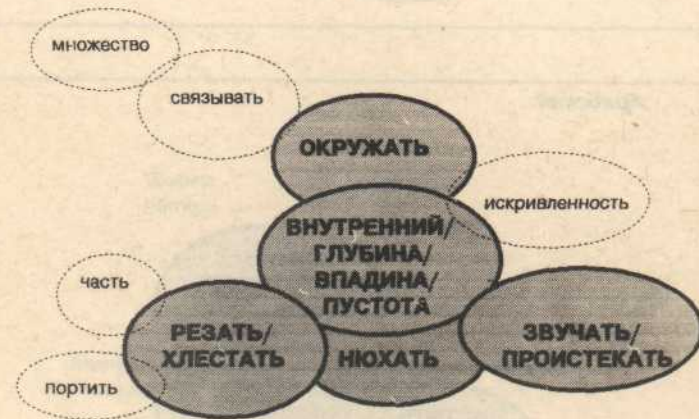 множество
связывать
ОКРУЖАТЬ
искривленность
ВНУТРЕННИЙ/
ГЛУБИНА/
ВПАДИНА/
ПУСТОТА
часть
РЕЗАТЬ/
ХЛЕСТАТЬ
НЮХАТЬ
ЗВУЧАТЬ/
ПРОИСТЕКАТЬ
портить